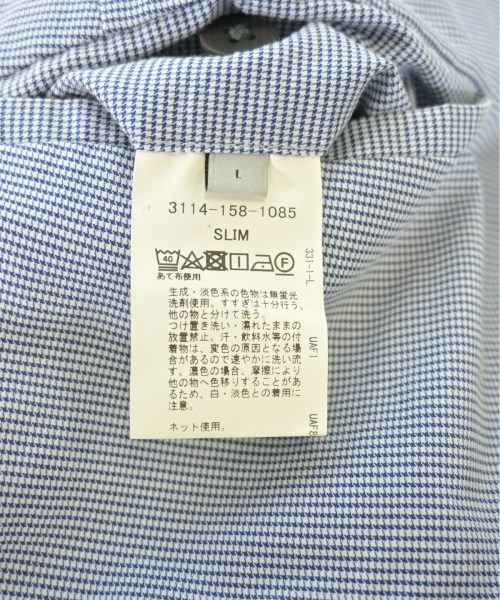 L
3114-158-1085
SLIM
40
F
あて布使用
生成・淡色系の色物は無蛍光
洗剤使用。すすぎは十分行う。
他の物と分けて洗う。
つけ置き洗い・濡れたままの
放置禁止。汗・飲料水等の付
着物は、変色の原因となる場
合があるので速やかに洗い流
す。濃色の場合、摩擦により
他の物へ色移りすることがあ
るため、白・淡色との着用に
注意。
ネット使用。
331-1-L
UAF1
UAF8